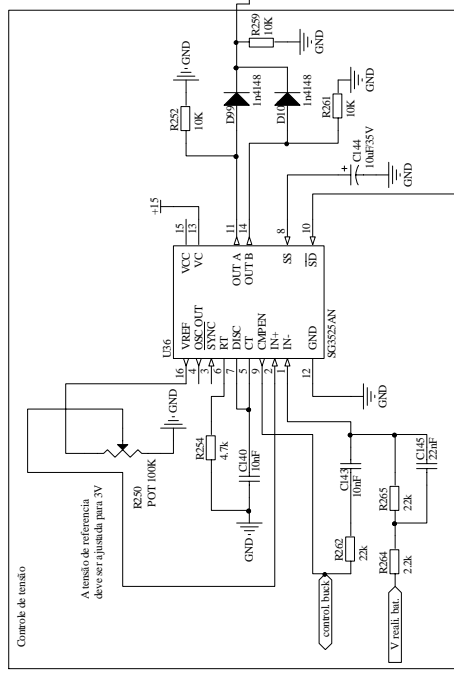 Controle de tensão
A tensão de referencia
deve ser ajustada para 3V
R250
POT 100K
GND
R254
4.7k
C140
10nF
GND
control. buck
R262
22k
C143
10nF
V reali. bat.
R264
2.2k
R265
22k
C145
22nF
U36
16
VREF
4
OSC OUT
3
SYNC
6
RT
7
DISC
5
CT
9
CMPEN
2
IN+
1
IN-
12
GND
GND
SG3525AN
VCC
15
VC
13
+15
OUT A
11
OUT B
14
SS
8
SD
10
R252
10K
GND
D99
1n4148
D10
1n4148
R259
10K
GND
R261
10K
GND
C144
10uF/35V
GND